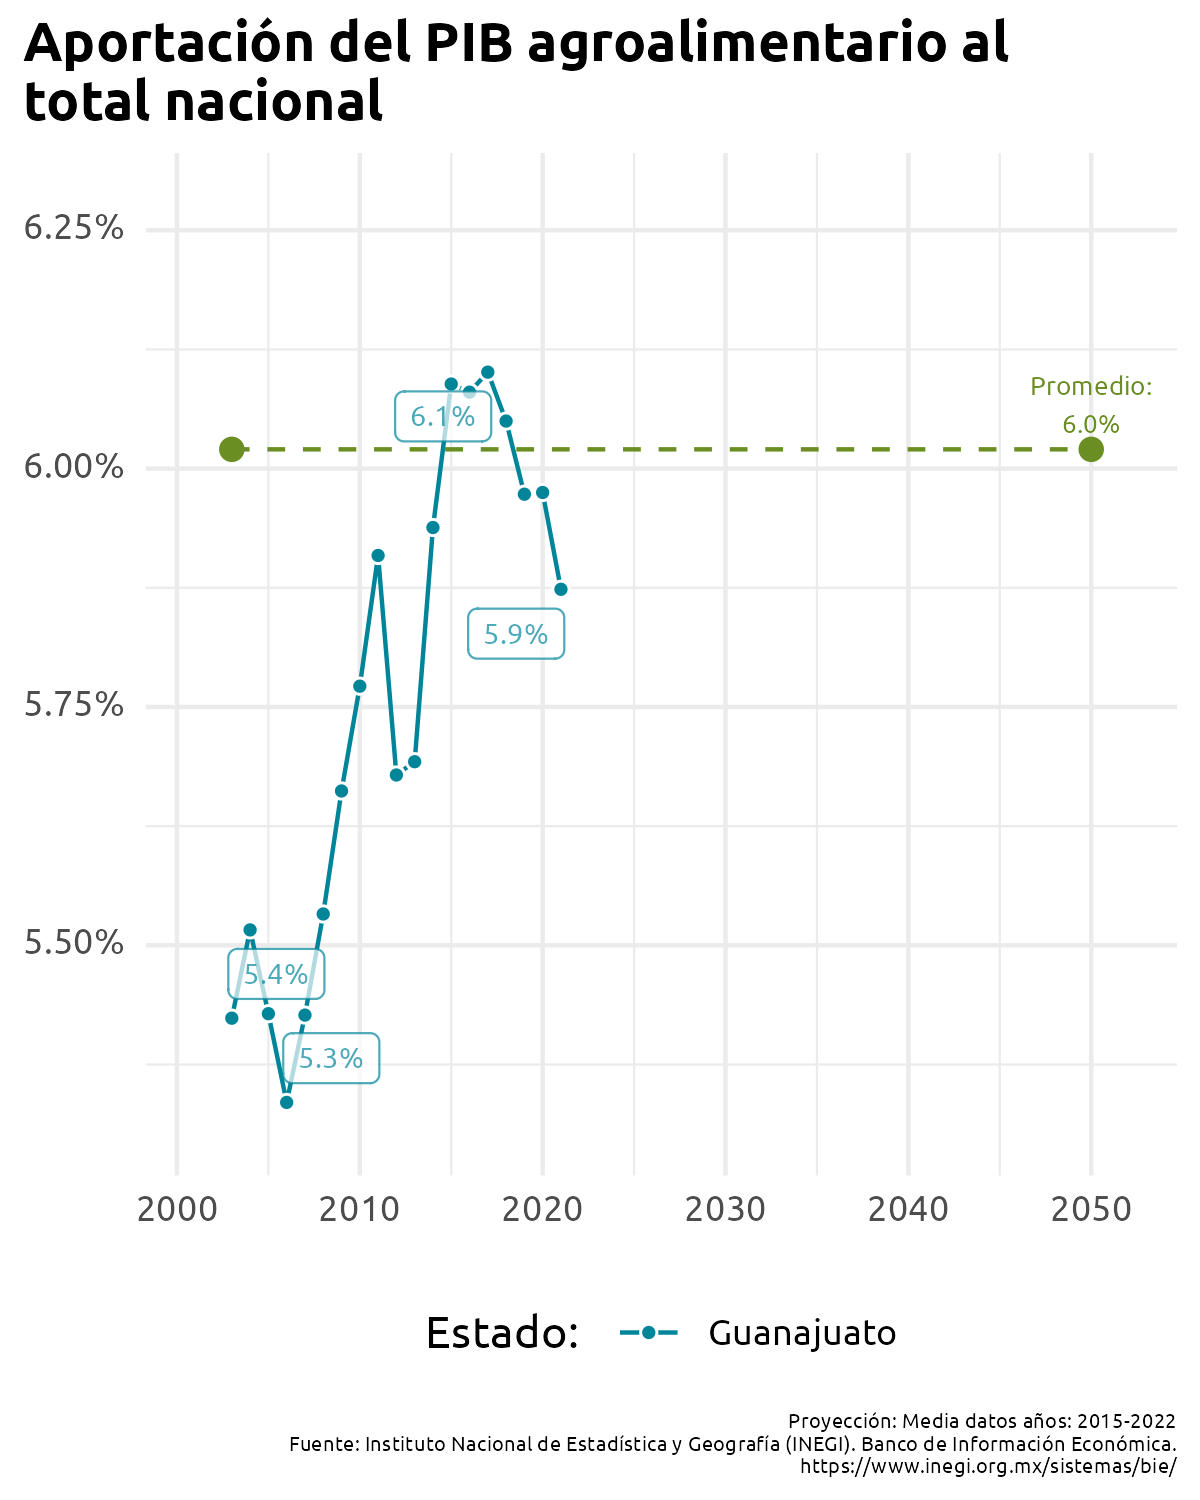 Aportación del PIB agroalimentario al
total nacional
6.25%
6.00%
5.75%
5.50%
Promedio:
6.0%
6.1%
5.9%
5.4%
5.3%
2000 2010 2020 2030 2040 2050
Estado: Guanajuato
Proyección: Media datos años: 2015-2022
Fuente: Instituto Nacional de Estadística y Geografía (INEGI). Banco de Información Económica.
https://www.inegi.org.mx/sistemas/bie/